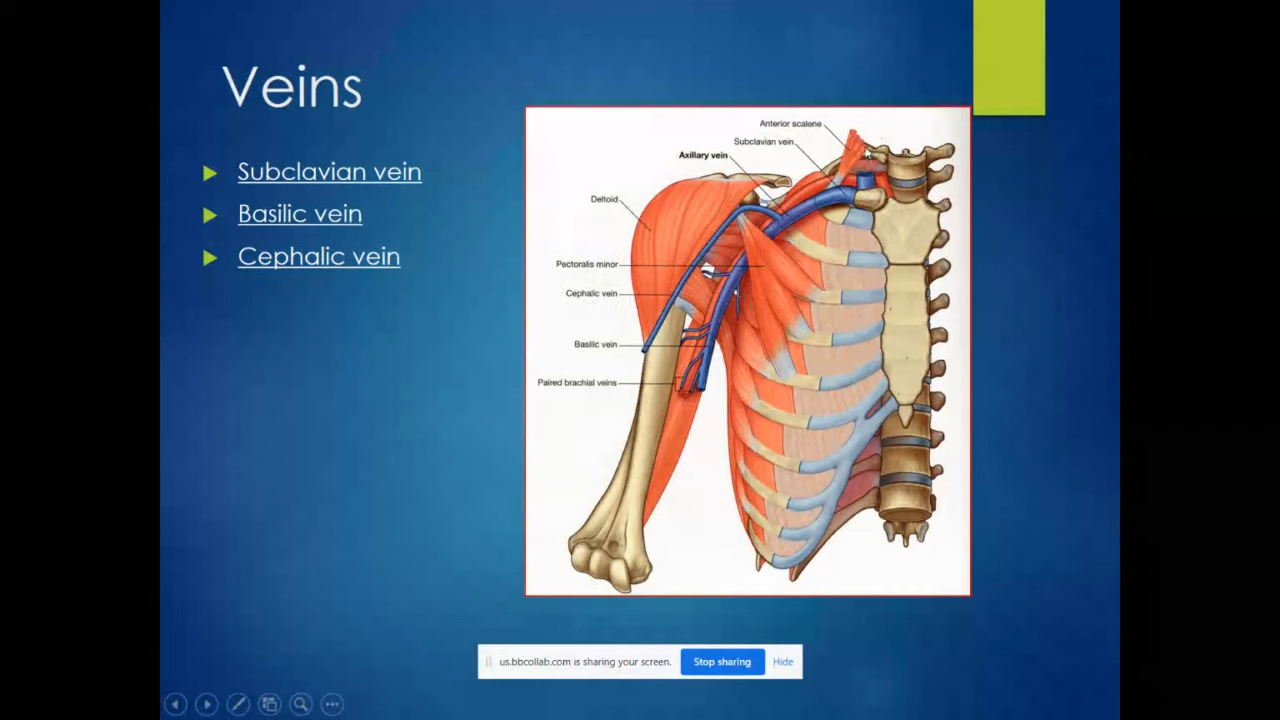 Veins
Subclavian vein
Basilic vein
Cephalic vein
Anterior scalene
Subclavian vein
Axillary vein
Deltoid
Pectoralis minor
Cephalic vein
Basilic vein
Paired brachial veins
us.bbcollab.com is sharing your screen. Stop sharing Hide